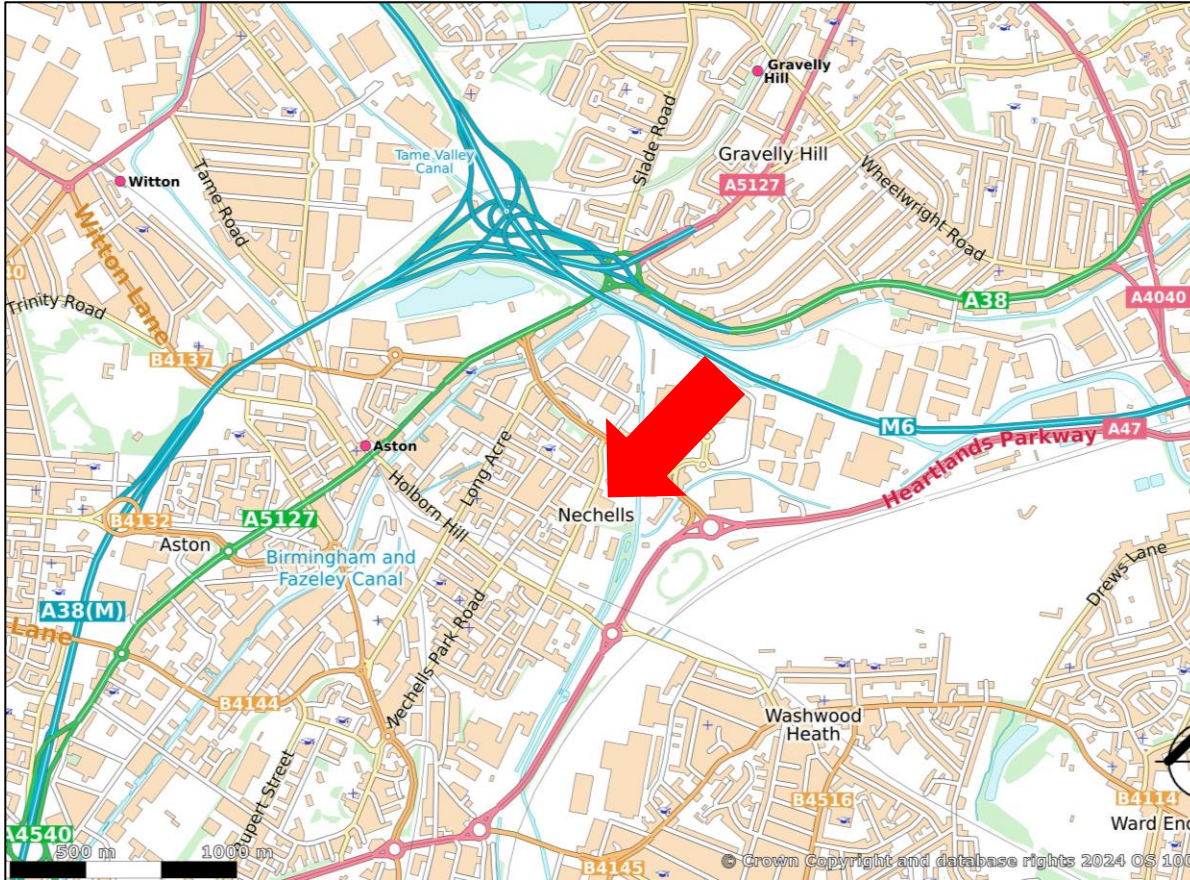 Gravelly
Hill
Slade Road
Tame Valley
Canal
Gravelly Hill
Witton
Tame Road
A5127
Wheelwright Road
Witton Lane
40
A38
A4040
Trinity Road
B4137
M6
A47
Heartlands Parkway
Aston
Long Acre
Holborn Hill
Nechells
B4132
A5127
Aston
Birmingham and
Fazeley Canal
Drews Lane
A38(M)
Lane
Nechells Park Road
B4144
Washwood
Heath
Rupert Street
B4516
B4114
A4540
500 m
1000 m
B4145
© Crown Copyright and database rights 2024 OS 100